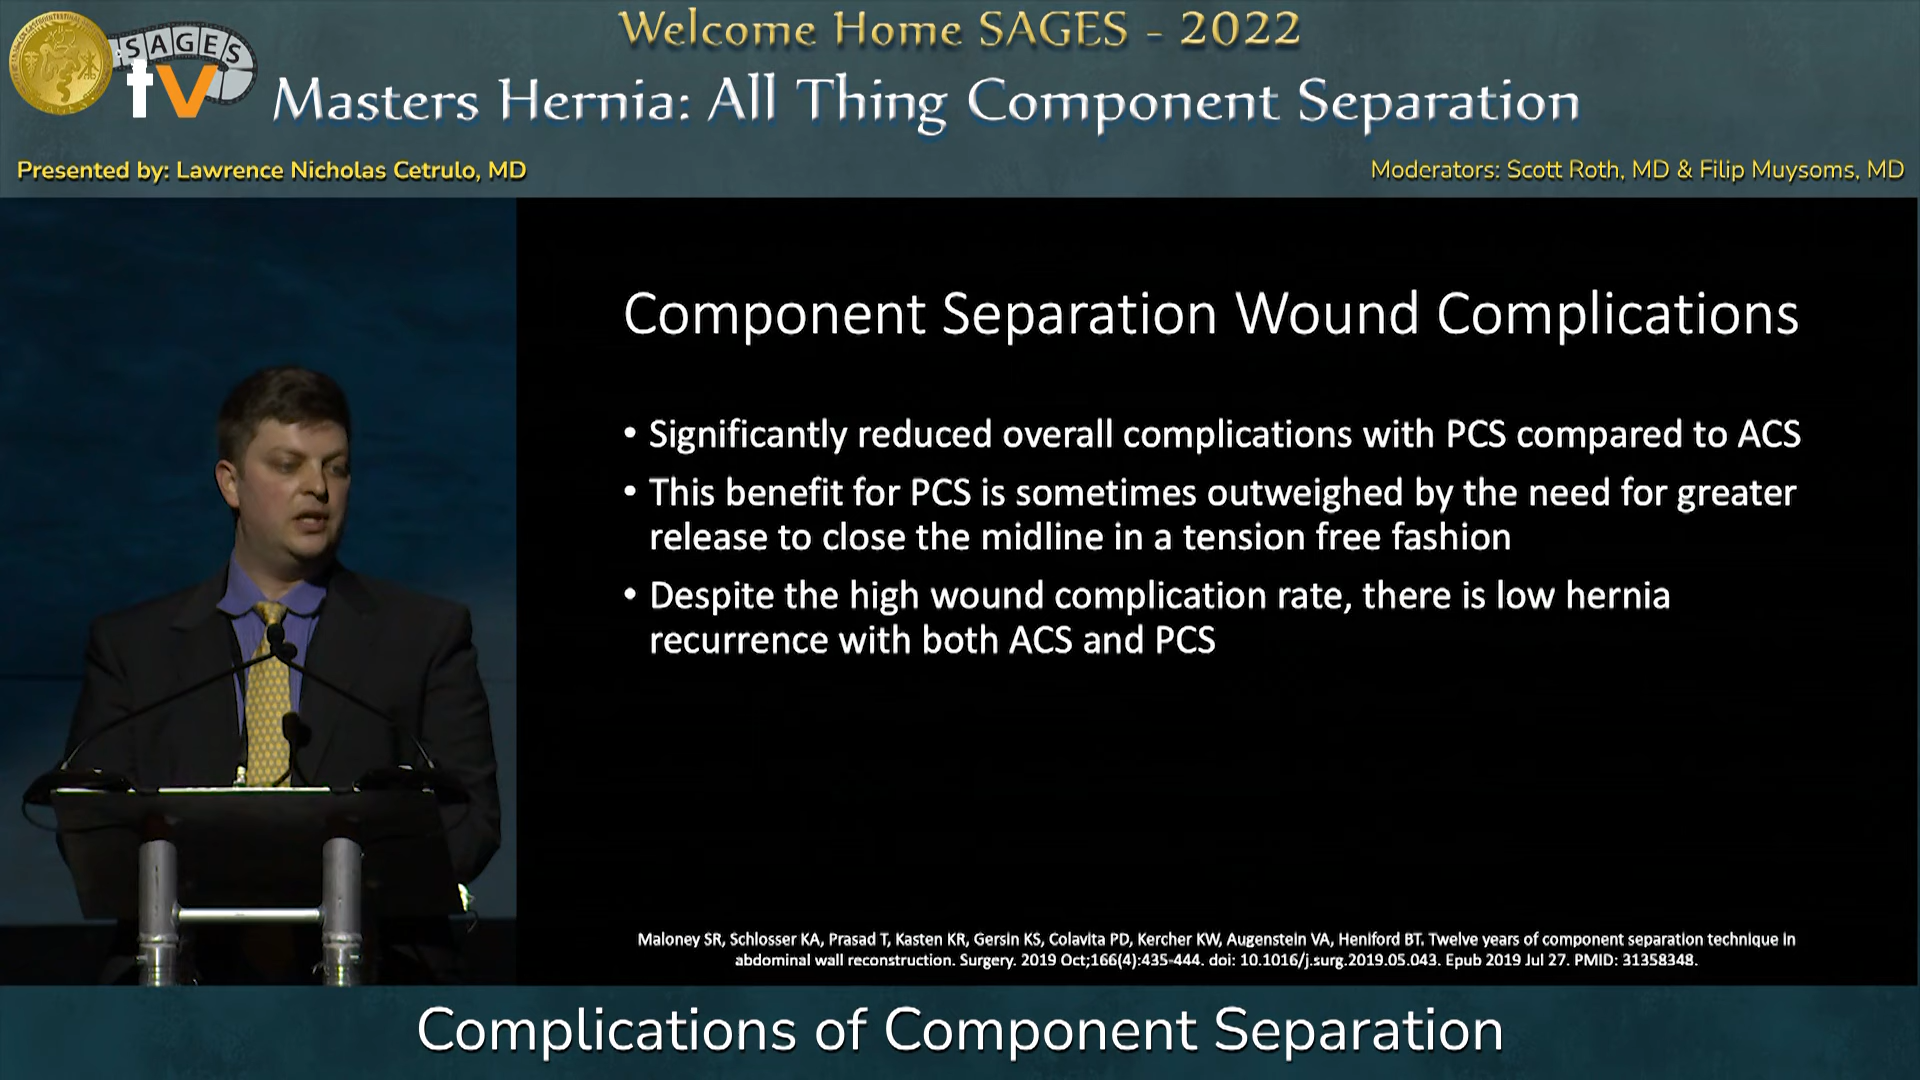 Welcome Home SAGES - 2022
SAGES
tv
Masters Hernia: All Thing Component Separation
Presented by: Lawrence Nicholas Cetrulo, MD
Moderators: Scott Roth, MD & Filip Muysoms, MD
Component Separation Wound Complications
• Significantly reduced overall complications with PCS compared to ACS
• This benefit for PCS is sometimes outweighed by the need for greater
release to close the midline in a tension free fashion
• Despite the high wound complication rate, there is low hernia
recurrence with both ACS and PCS
Maloney SR, Schlosser KA, Prasad T, Kasten KR, Gersin KS, Colavita PD, Kercher KW, Augenstein VA, Heniford BT. Twelve years of component separation technique in
abdominal wall reconstruction. Surgery. 2019 Oct;166(4):435-444. doi: 10.1016/j.surg.2019.05.043. Epub 2019 Jul 27. PMID: 31358348.
Complications of Component Separation